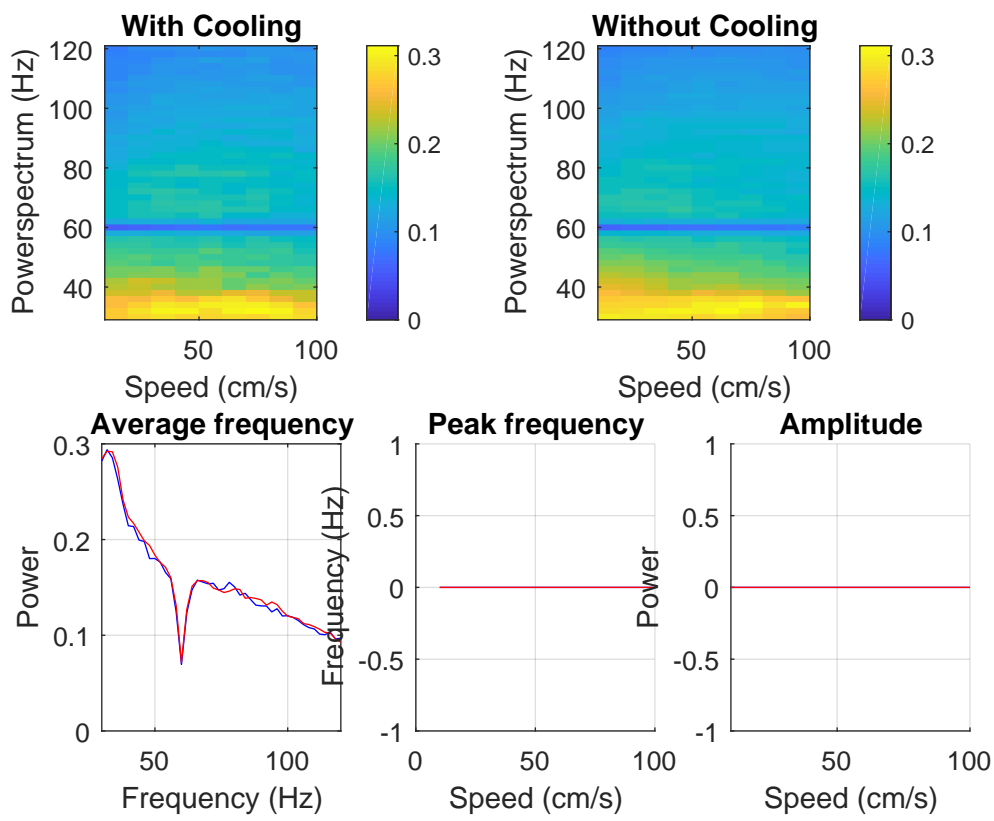 With Cooling
Powerspectrum (Hz)
120
100
80
60
40
50
100
Speed (cm/s)
0.3
0.2
0.1
0
Without Cooling
Powerspectrum (Hz)
120
100
80
60
40
50
100
Speed (cm/s)
0.3
0.2
0.1
0
Average frequency
Power
0.3
0.2
0.1
0
50
100
Frequency (Hz)
Peak frequency
Frequency (Hz)
1
0.5
0
-0.5
-1
0
50
100
Speed (cm/s)
Amplitude
Power
1
0.5
0
-0.5
-1
50
100
Speed (cm/s)